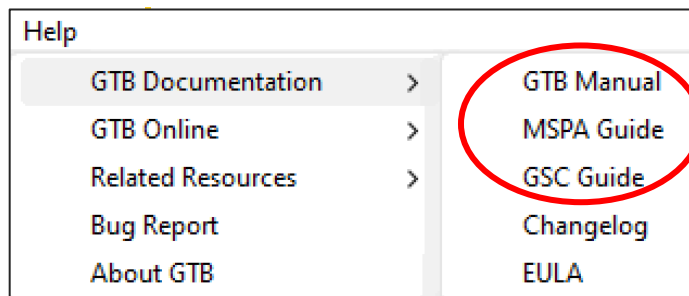 Help
GTB Documentation > GTB Manual
GTB Online > MSPA Guide
Related Resources > GSC Guide
Bug Report Changelog
About GTB EULA